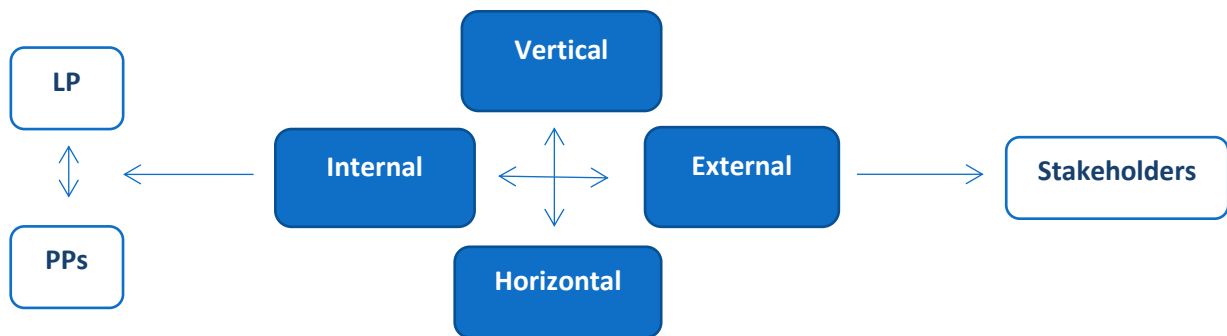 Vertical
LP
Internal
External
Stakeholders
PPs
Horizontal